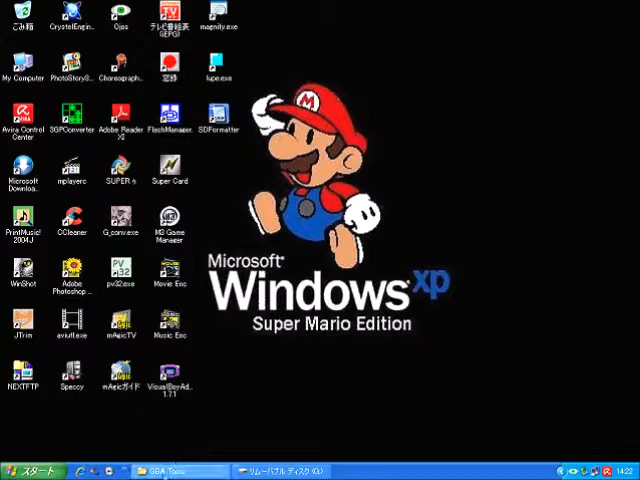 ごみ箱
CrystalEngin...
Ojos
テレビ番組表
(EPG)
magnify.exe
My Computer
PhotoStory3...
Choreograph...
窓録
lupe.exe
Avira Control
Center
3GPConverter
Adobe Reader
XI
FlashManager...
SDFormatter
Microsoft
Downloa...
mplayerc
SUPER ©
Super Card
PrintMusic!
2004J
CCleaner
G_conv.exe
M3 Game
Manager
WinShot
Adobe
Photoshop ...
pv32.exe
Movie Enc
JTrim
aviutl.exe
mAgicTV
Music Enc
NEXTFTP
Speccy
mAgicガイド
VisualBoyAd...
1.7.1
M
Microsoft
Windows xp
Super Mario Edition
スタート
GBA Tools
リムーバブル ディスク (G:)
14:22